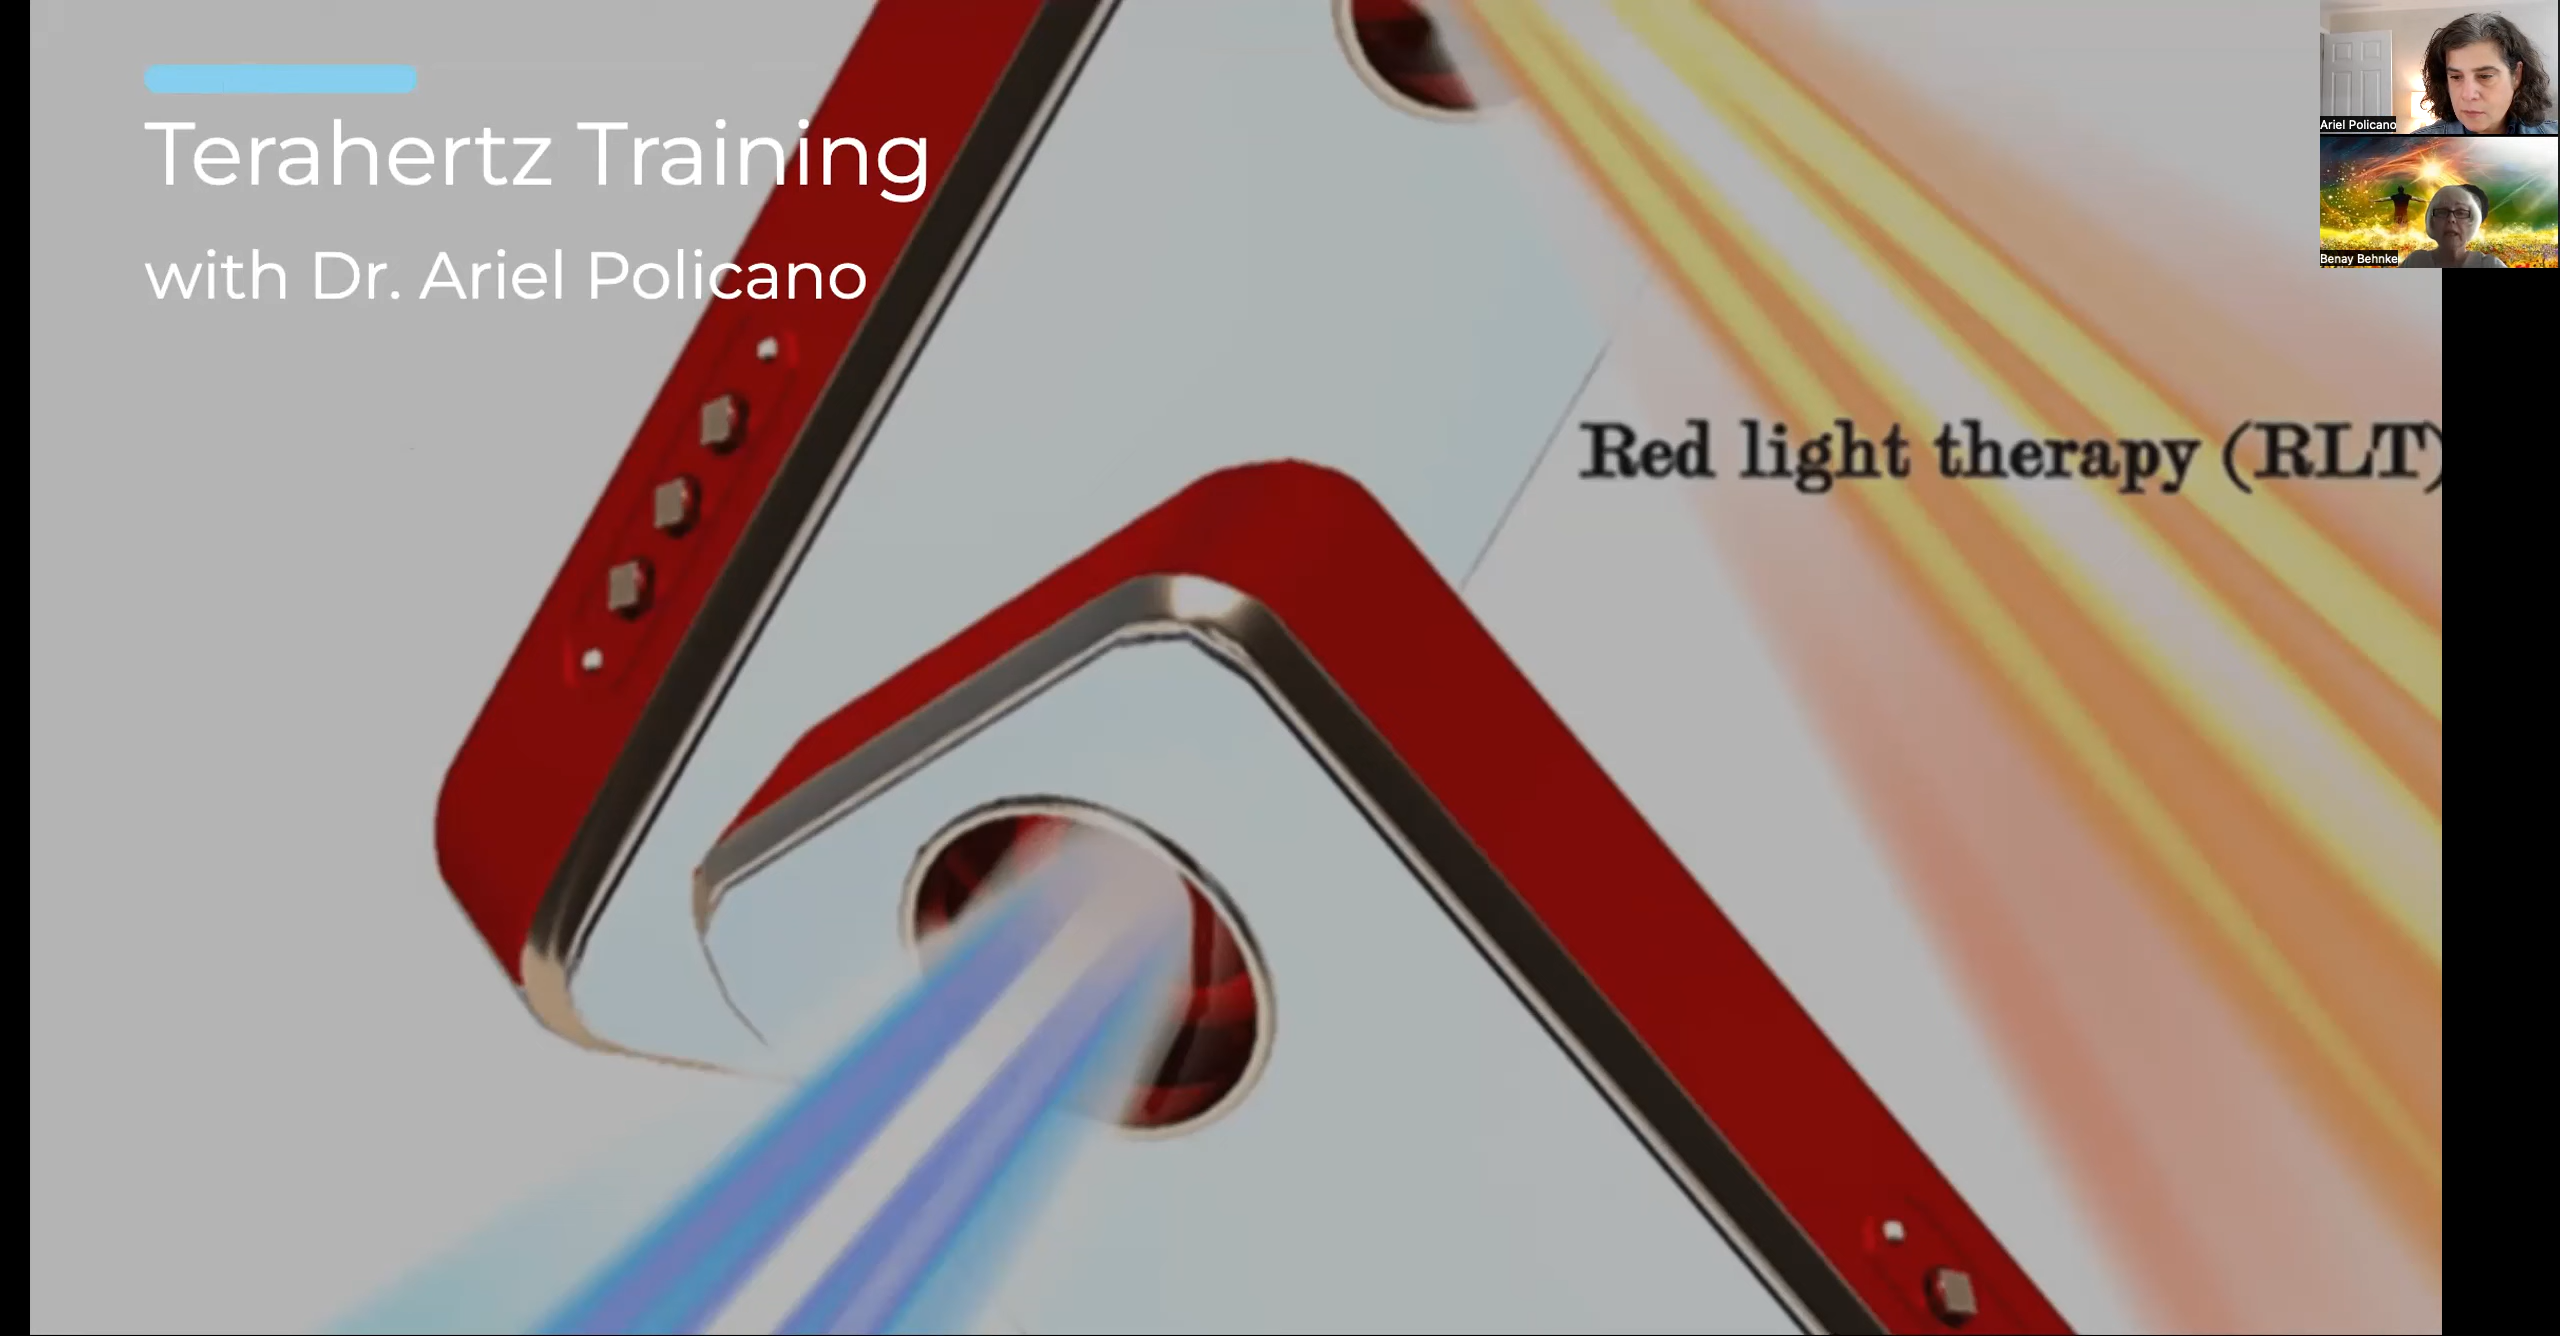 Terahertz Training
with Dr. Ariel Policano
Red light therapy (RLT)
Ariel Policano
Benay Behnke